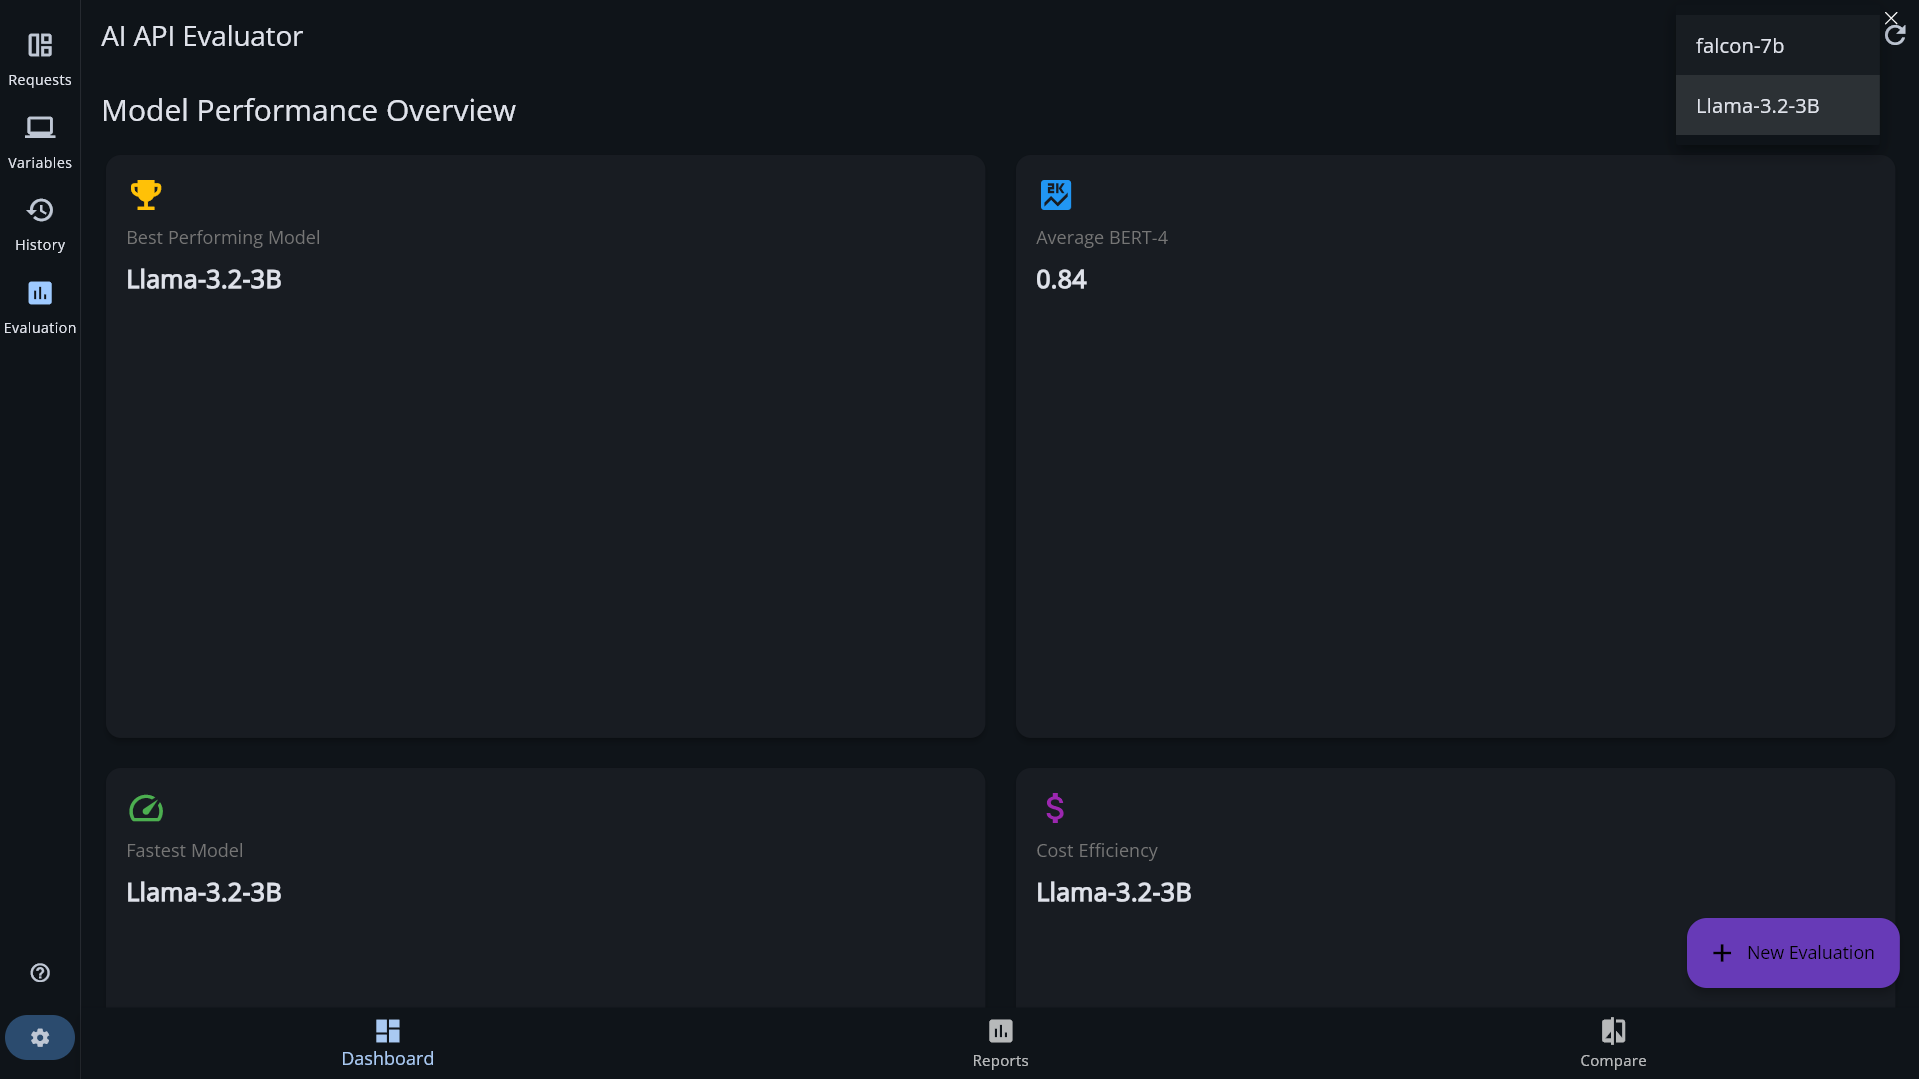 AI API Evaluator
falcon-7b
Llama-3.2-3B
Requests
Variables
History
Evaluation
Model Performance Overview
Best Performing Model
Llama-3.2-3B
2K
Average BERT-4
0.84
Fastest Model
Llama-3.2-3B
$
Cost Efficiency
Llama-3.2-3B
+ New Evaluation
Dashboard
Reports
Compare